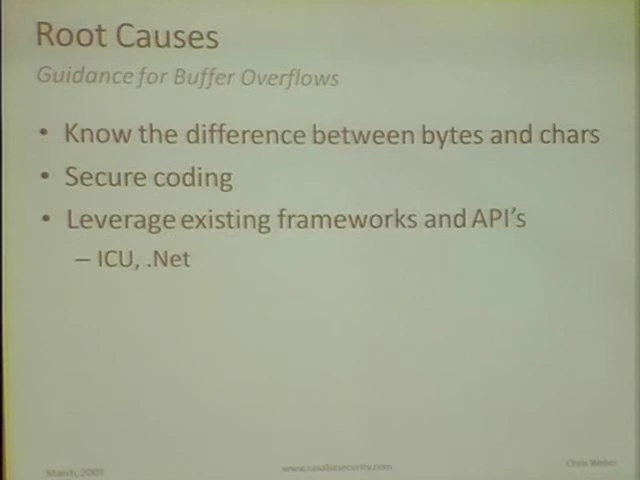 Root Causes
Guidance for Buffer Overflows
• Know the difference between bytes and chars
• Secure coding
• Leverage existing frameworks and API's
– ICU, .Net
March, 2009
www.casabasecurity.com
Chris Weber